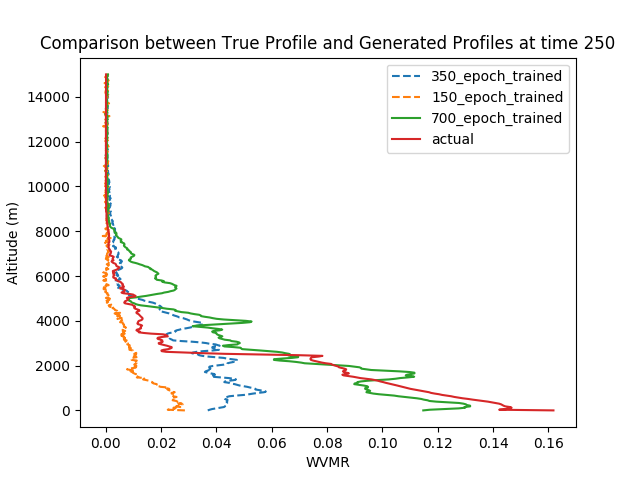 Comparison between True Profile and Generated Profiles at time 250
350_epoch_trained
150_epoch_trained
700_epoch_trained
actual
14000
12000
10000
8000
6000
4000
2000
0
Altitude (m)
0.00 0.02 0.04 0.06 0.08 0.10 0.12 0.14 0.16
WVMR